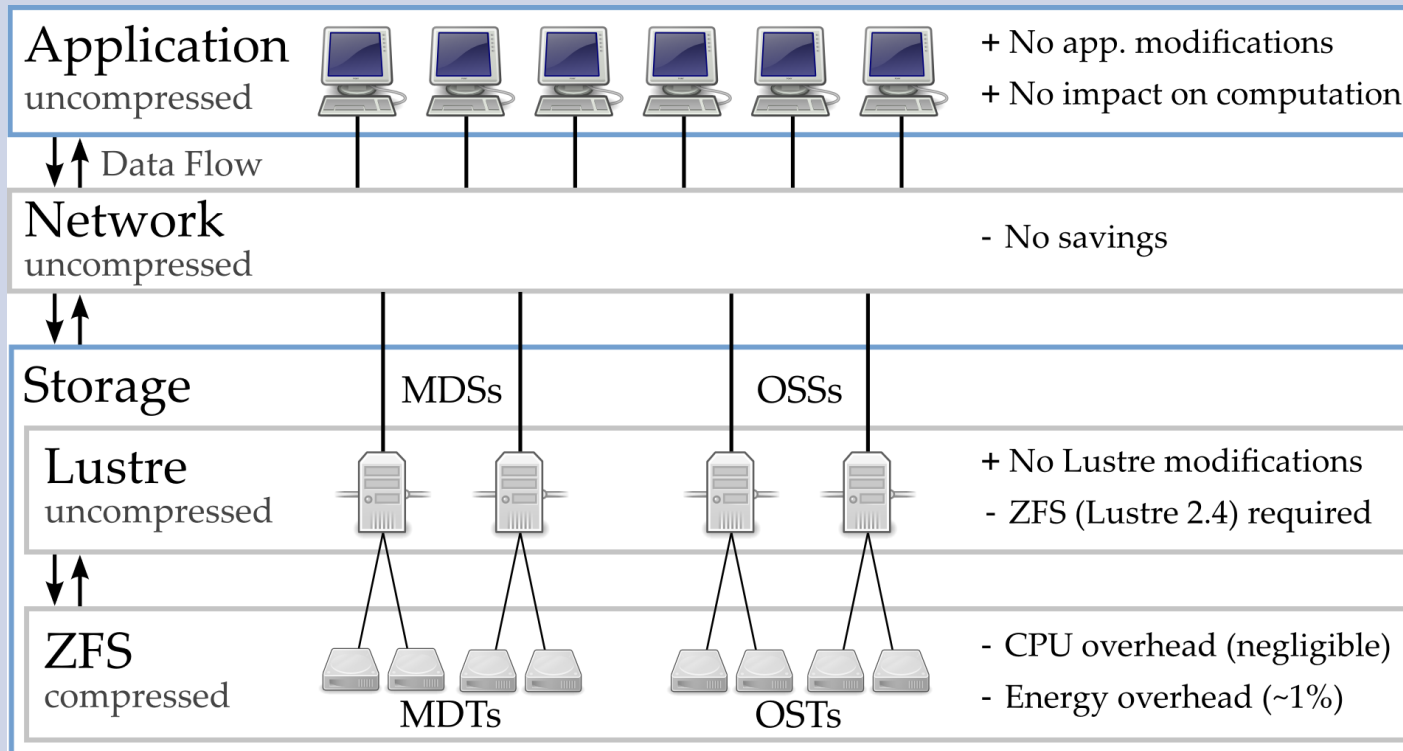 Application
uncompressed
+ No app. modifications
+ No impact on computation
Data Flow
Network
uncompressed
- No savings
Storage
MDSs
OSSs
Lustre
uncompressed
+ No Lustre modifications
- ZFS (Lustre 2.4) required
ZFS
compressed
MDTs
OSTs
- CPU overhead (negligible)
- Energy overhead (~1%)